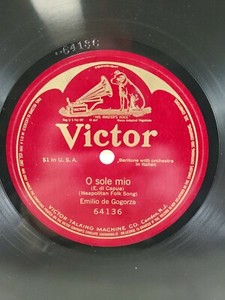 64136
"HIS MASTER'S VOICE"
Victor
$1 in U. S. A.
Baritone with orchestra
in Italian
O sole mio
(E. di Capua)
(Neapolitan Folk Song)
Emilio de Gogorza
64136
VICTOR TALKING MACHINE CO. Camden, N.J.